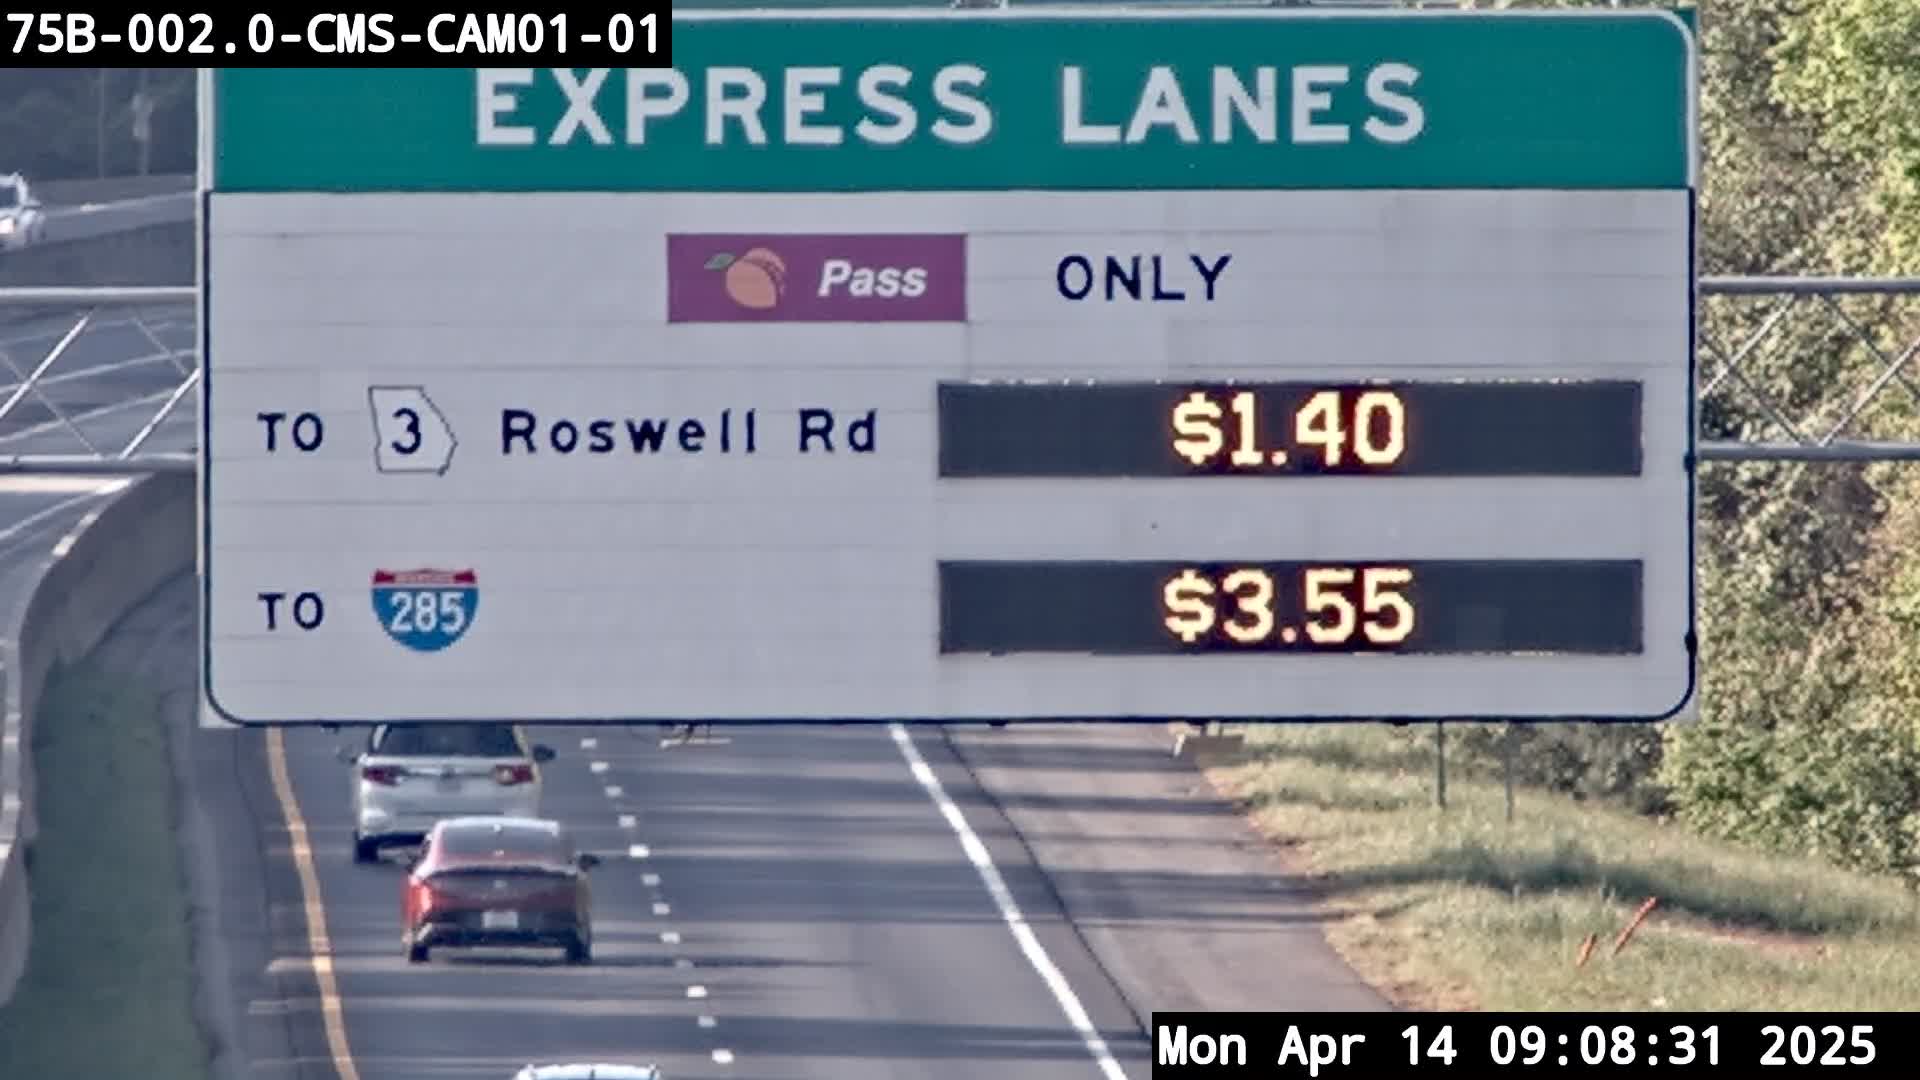 75B-002.0-CMS-CAM01-01
EXPRESS LANES
Pass ONLY
TO 3 Roswell Rd $1.40
TO 285 $3.55
Mon Apr 14 09:08:31 2025